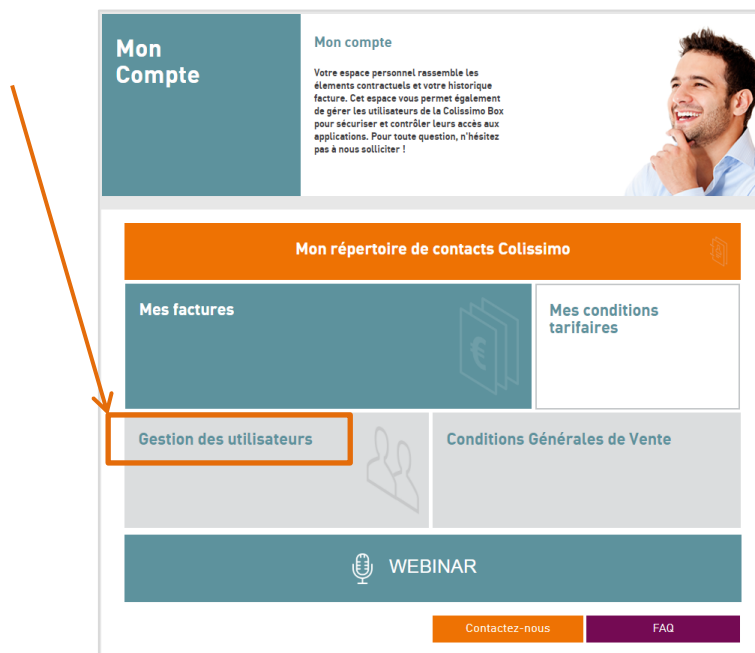 Mon
Compte
Mon compte
Votre espace personnel rassemble les
élements contractuels et votre historique
facture. Cet espace vous permet également
de gérer les utilisateurs de la Colissimo Box
pour sécuriser et contrôler leurs accès aux
applications. Pour toute question, n'hésitez
pas à nous solliciter !
Mon répertoire de contacts Colissimo
Mes factures
€
Mes conditions
tarifaires
Gestion des utilisateurs
Conditions Générales de Vente
WEBINAR
Contactez-nous
FAQ